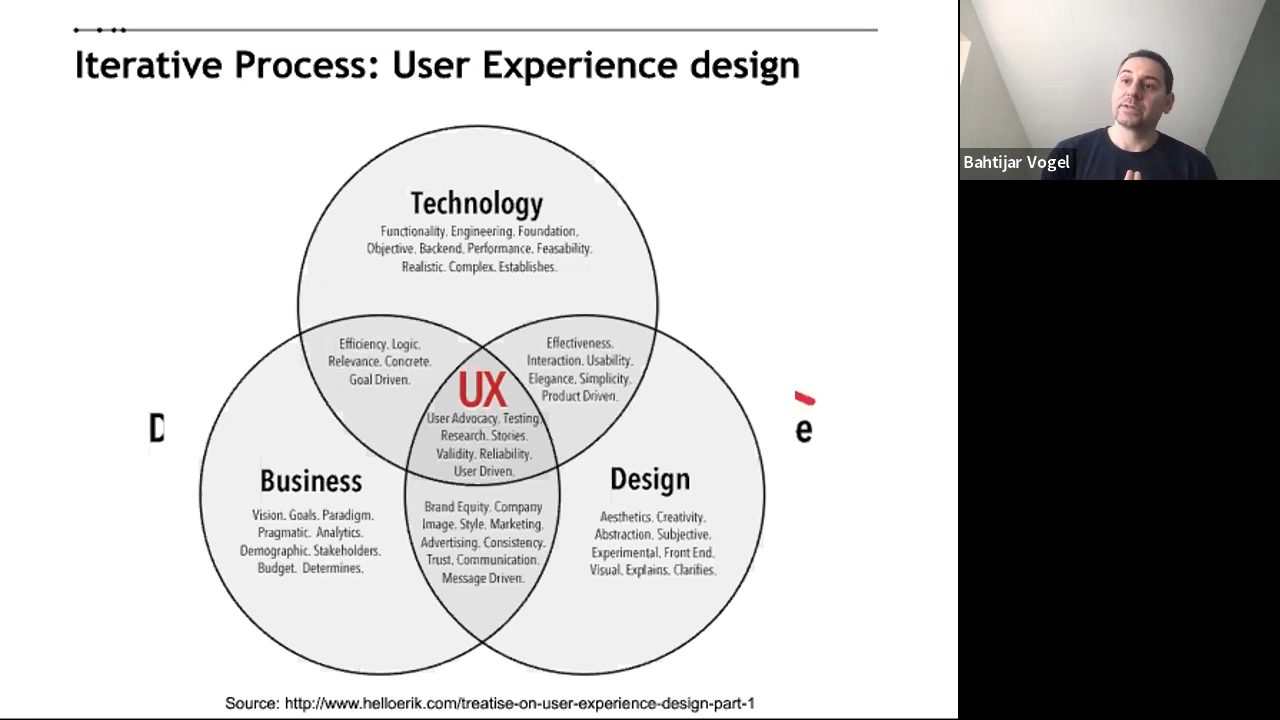 Iterative Process: User Experience design
Bahtijar Vogel
Technology
Functionality. Engineering. Foundation.
Objective. Backend. Performance. Feasability.
Realistic. Complex. Establishes.
Efficiency. Logic.
Relevance. Concrete.
Goal Driven.
Effectiveness.
Interaction. Usability.
Elegance. Simplicity.
Product Driven.
UX
User Advocacy. Testing.
Research. Stories.
Validity. Reliability.
User Driven.
D
e
Business
Vision. Goals. Paradigm.
Pragmatic. Analytics.
Demographic. Stakeholders.
Budget. Determines.
Brand Equity. Company
Image. Style. Marketing.
Advertising. Consistency.
Trust. Communication.
Message Driven.
Design
Aesthetics. Creativity.
Abstraction. Subjective.
Experimental. Front End.
Visual. Explains. Clarifies.
Source: http://www.helloerik.com/treatise-on-user-experience-design-part-1